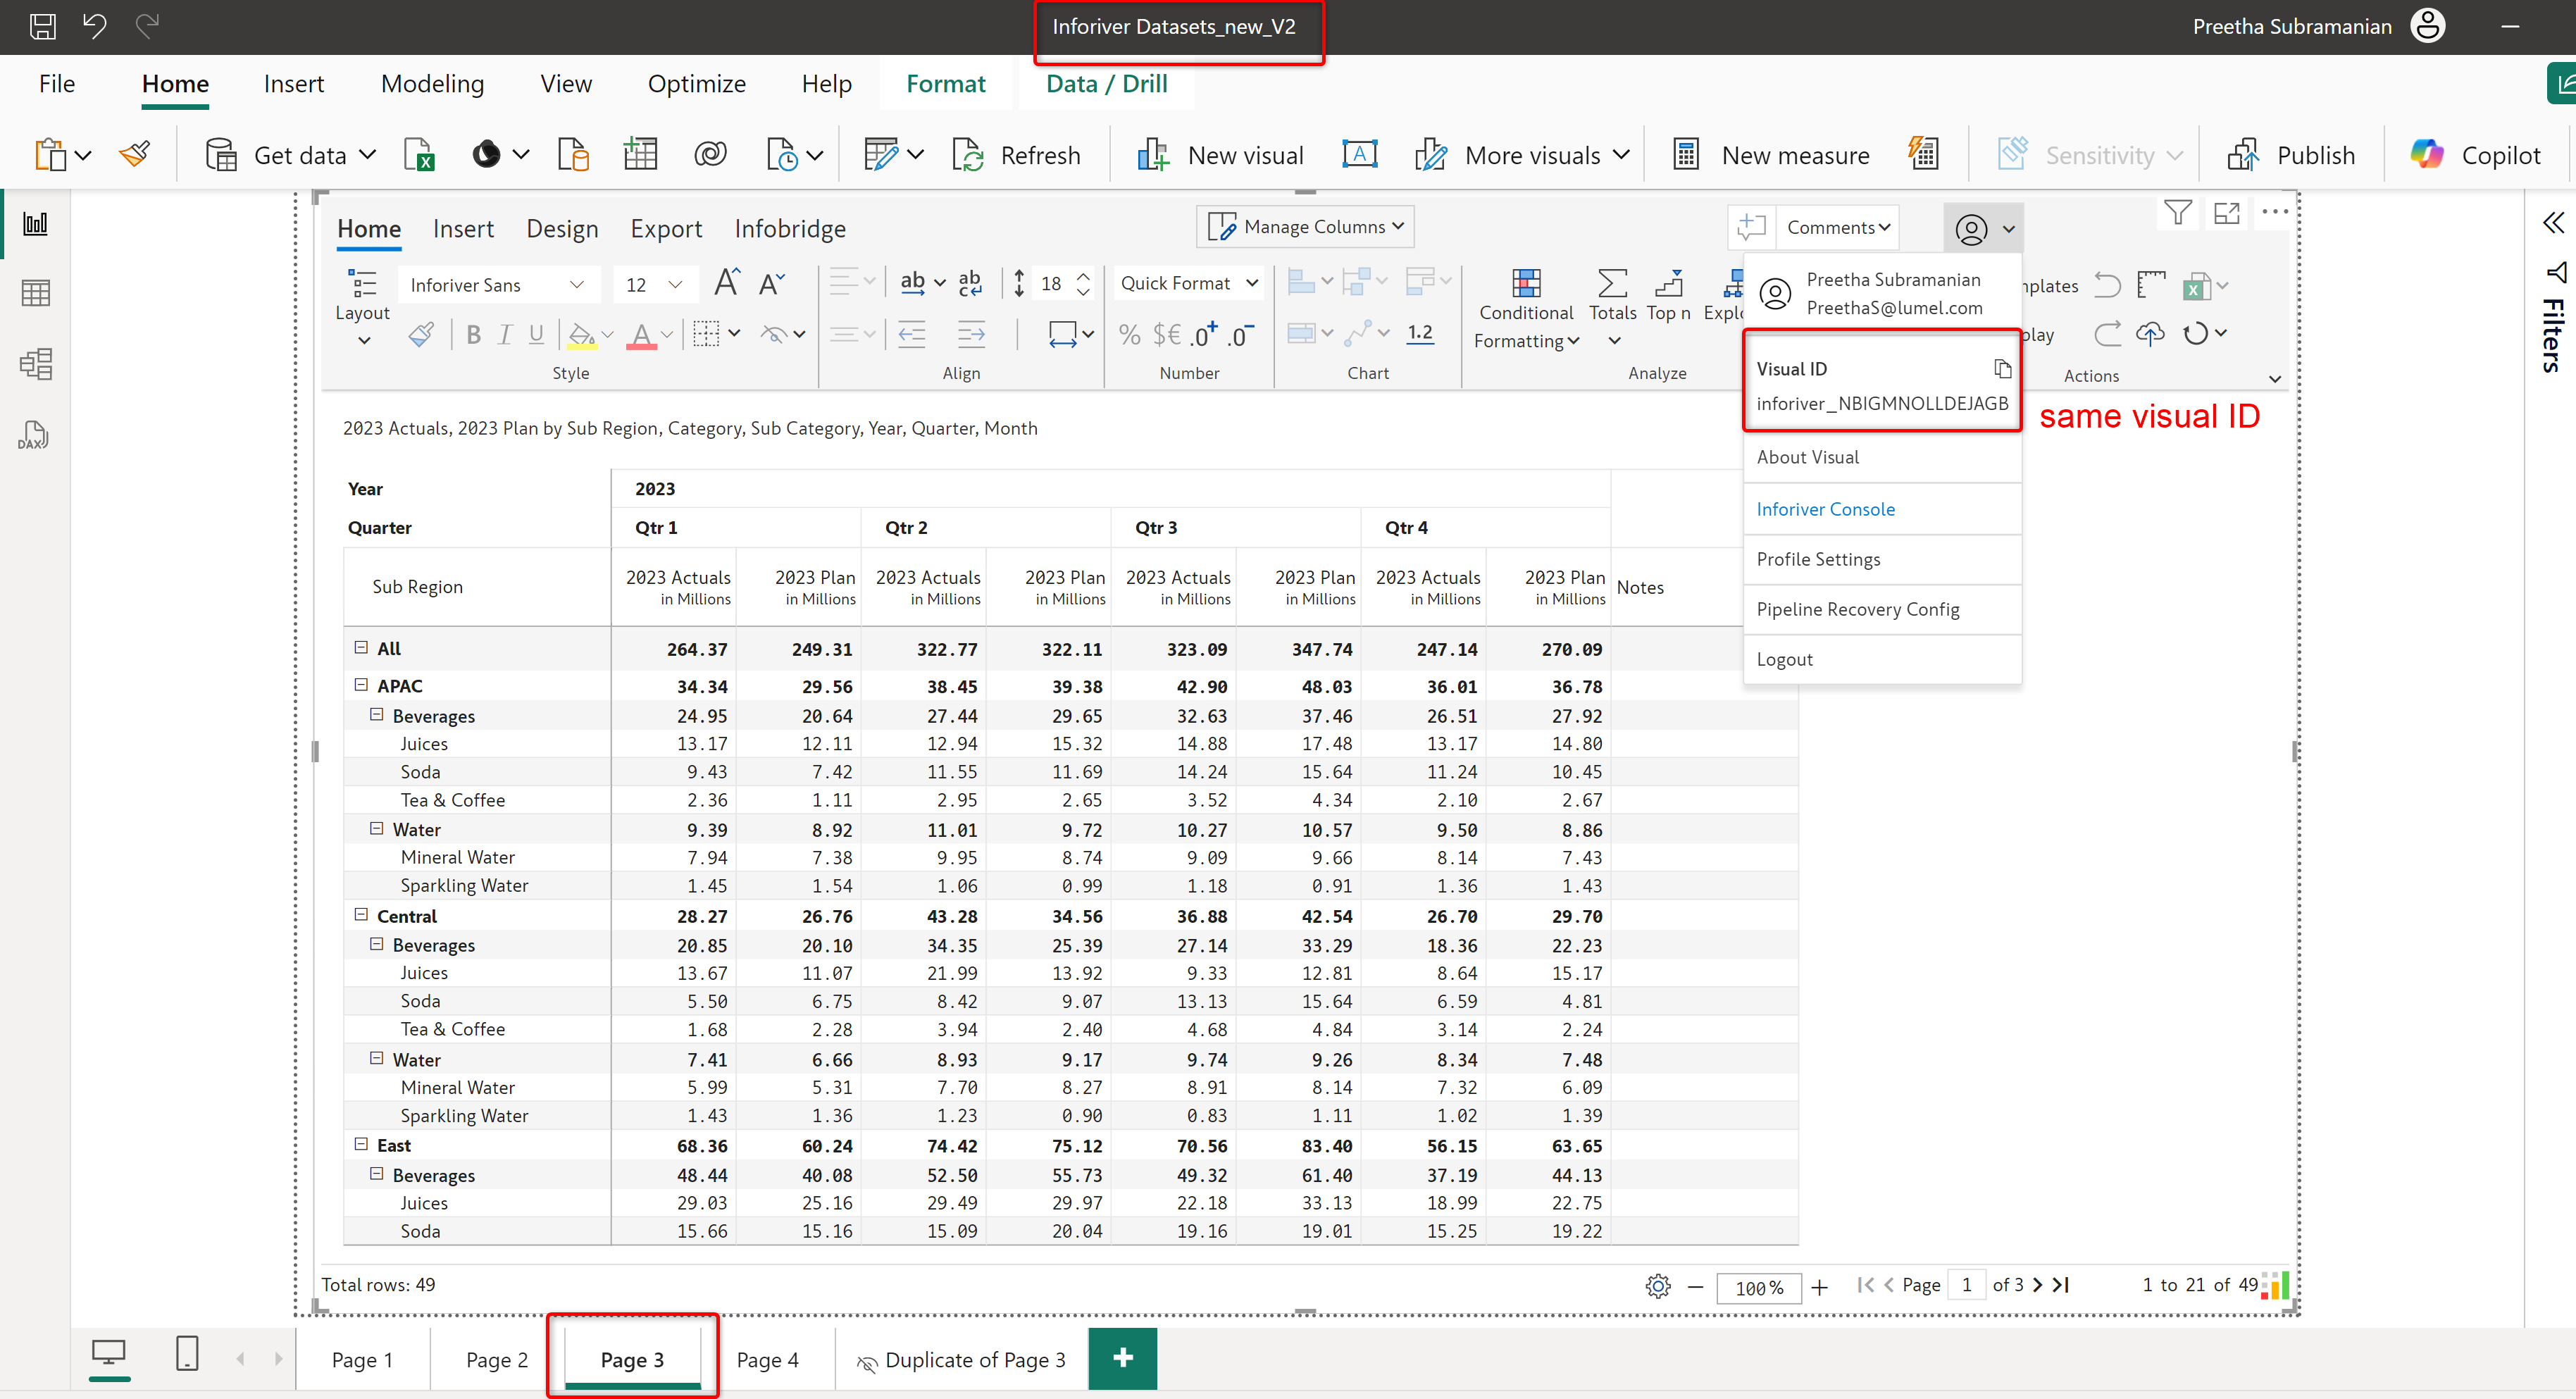 Inforiver Datasets_new_V2
Preetha Subramanian
File Home Insert Modeling View Optimize Help Format Data / Drill
Get data Refresh New visual A More visuals New measure Sensitivity Publish Copilot
Home Insert Design Export Infobridge Manage Columns Comments
Layout Inforiver Sans 12 A A ab ab 18 Quick Format
B I U A % $€ .0 .0 1.2
Conditional Formatting Totals Top n
Style Align Number Chart Analyze Actions
Preetha Subramanian
PreethaS@lumel.com
Visual ID
inforiver_NBIGMNOLLDEJAGB
same visual ID
About Visual
Inforiver Console
Profile Settings
Pipeline Recovery Config
Logout
Filters
DAX
2023 Actuals, 2023 Plan by Sub Region, Category, Sub Category, Year, Quarter, Month
Year 2023
Quarter Qtr 1 Qtr 2 Qtr 3 Qtr 4
Sub Region 2023 Actuals 2023 Plan 2023 Actuals 2023 Plan 2023 Actuals 2023 Plan 2023 Actuals 2023 Plan Notes
in Millions in Millions in Millions in Millions in Millions in Millions in Millions in Millions
All 264.37 249.31 322.77 322.11 323.09 347.74 247.14 270.09
APAC 34.34 29.56 38.45 39.38 42.90 48.03 36.01 36.78
Beverages 24.95 20.64 27.44 29.65 32.63 37.46 26.51 27.92
Juices 13.17 12.11 12.94 15.32 14.88 17.48 13.17 14.80
Soda 9.43 7.42 11.55 11.69 14.24 15.64 11.24 10.45
Tea & Coffee 2.36 1.11 2.95 2.65 3.52 4.34 2.10 2.67
Water 9.39 8.92 11.01 9.72 10.27 10.57 9.50 8.86
Mineral Water 7.94 7.38 9.95 8.74 9.09 9.66 8.14 7.43
Sparkling Water 1.45 1.54 1.06 0.99 1.18 0.91 1.36 1.43
Central 28.27 26.76 43.28 34.56 36.88 42.54 26.70 29.70
Beverages 20.85 20.10 34.35 25.39 27.14 33.29 18.36 22.23
Juices 13.67 11.07 21.99 13.92 9.33 12.81 8.64 15.17
Soda 5.50 6.75 8.42 9.07 13.13 15.64 6.59 4.81
Tea & Coffee 1.68 2.28 3.94 2.40 4.68 4.84 3.14 2.24
Water 7.41 6.66 8.93 9.17 9.74 9.26 8.34 7.48
Mineral Water 5.99 5.31 7.70 8.27 8.91 8.14 7.32 6.09
Sparkling Water 1.43 1.36 1.23 0.90 0.83 1.11 1.02 1.39
East 68.36 60.24 74.42 75.12 70.56 83.40 56.15 63.65
Beverages 48.44 40.08 52.50 55.73 49.32 61.40 37.19 44.13
Juices 29.03 25.16 29.49 29.97 22.18 33.13 18.99 22.75
Soda 15.66 15.16 15.09 20.04 19.16 19.01 15.25 19.22
Total rows: 49 100% Page 1 of 3 1 to 21 of 49
Page 1 Page 2 Page 3 Page 4 Duplicate of Page 3